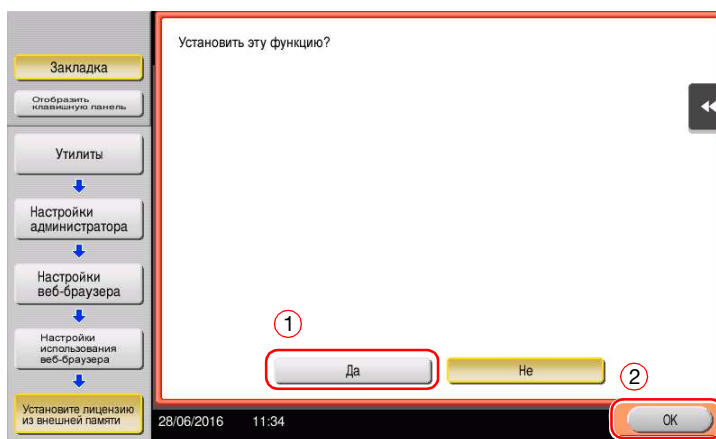 Установить эту функцию?
Закладка
Отобразить
клавишную панель
Утилиты
Настройки
администратора
Настройки
веб-браузера
Настройки
использования
веб-браузера
Установите лицензию
из внешней памяти
1
Да
Не
2
28/06/2016 11:34
OK